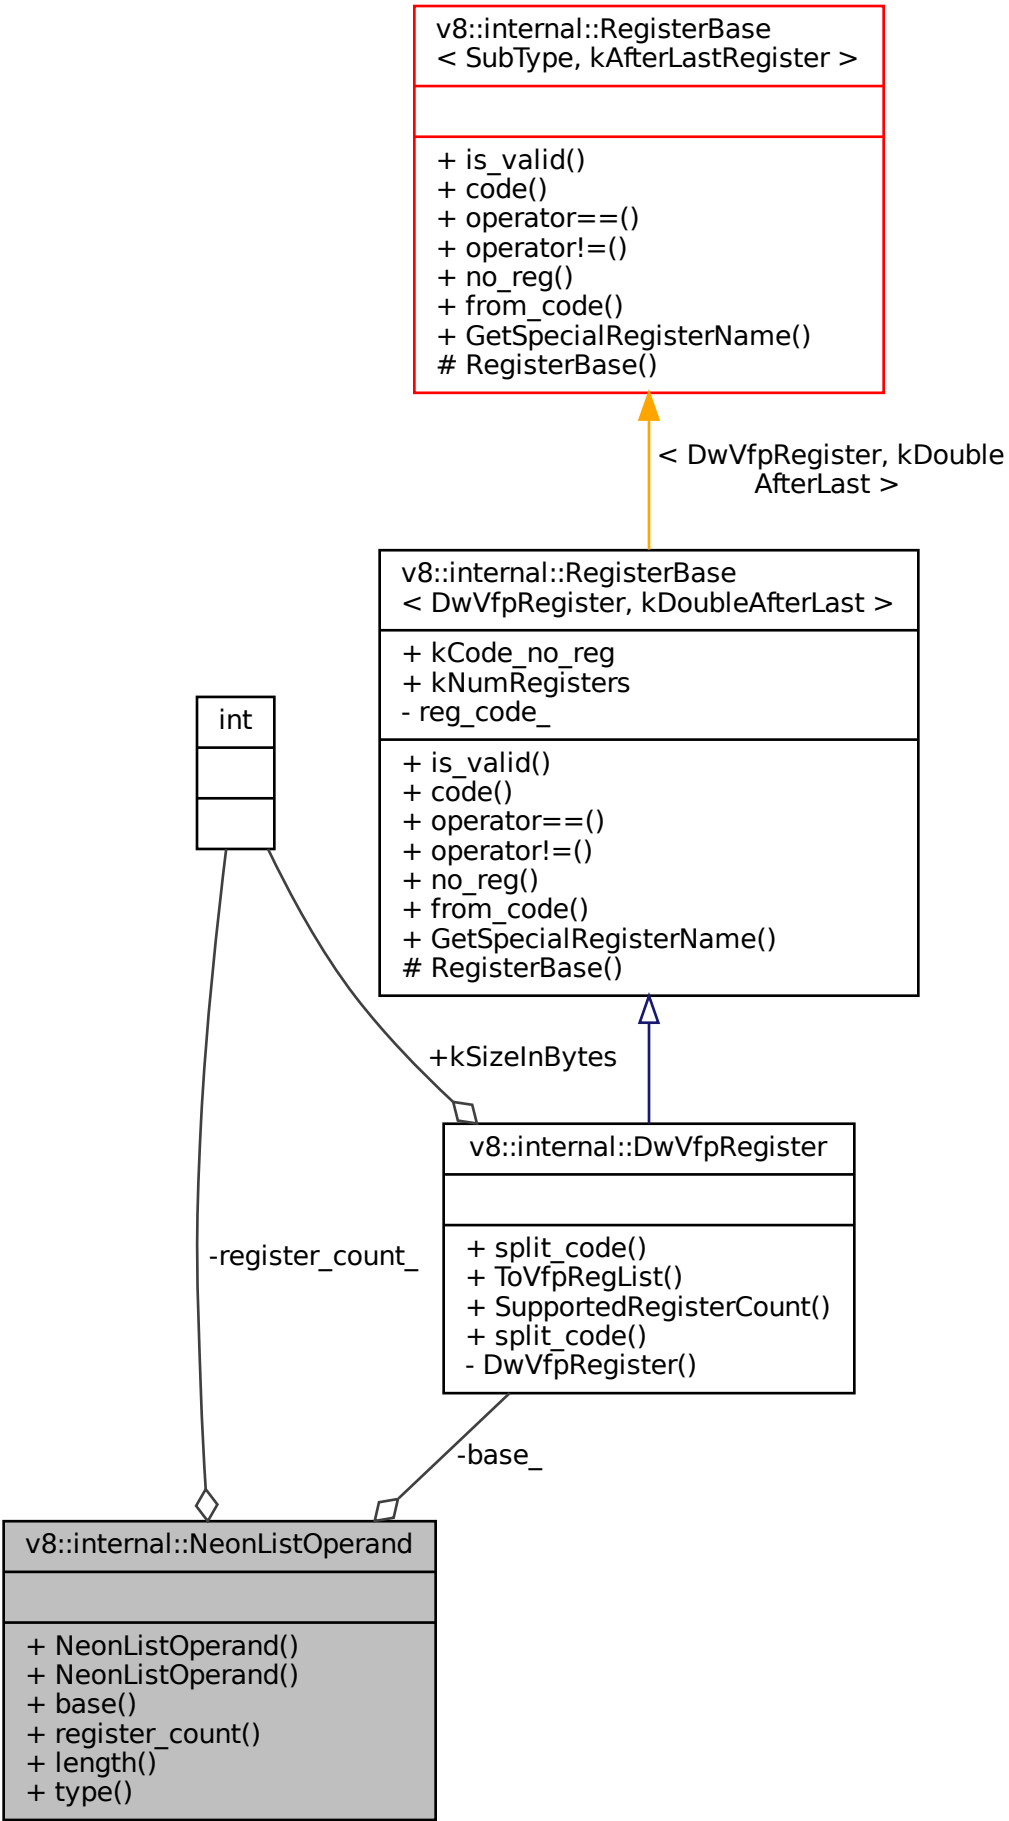 v8::internal::RegisterBase
< SubType, kAfterLastRegister >
+ is_valid()
+ code()
+ operator==()
+ operator!=()
+ no_reg()
+ from_code()
+ GetSpecialRegisterName()
# RegisterBase()
< DwVfpRegister, kDouble
AfterLast >
v8::internal::RegisterBase
< DwVfpRegister, kDoubleAfterLast >
+ kCode_no_reg
+ kNumRegisters
- reg_code_
+ is_valid()
+ code()
+ operator==()
+ operator!=()
+ no_reg()
+ from_code()
+ GetSpecialRegisterName()
# RegisterBase()
int
+kSizeInBytes
v8::internal::DwVfpRegister
+ split_code()
+ ToVfpRegList()
+ SupportedRegisterCount()
+ split_code()
- DwVfpRegister()
-register_count_
-base_
v8::internal::NeonListOperand
+ NeonListOperand()
+ NeonListOperand()
+ base()
+ register_count()
+ length()
+ type()